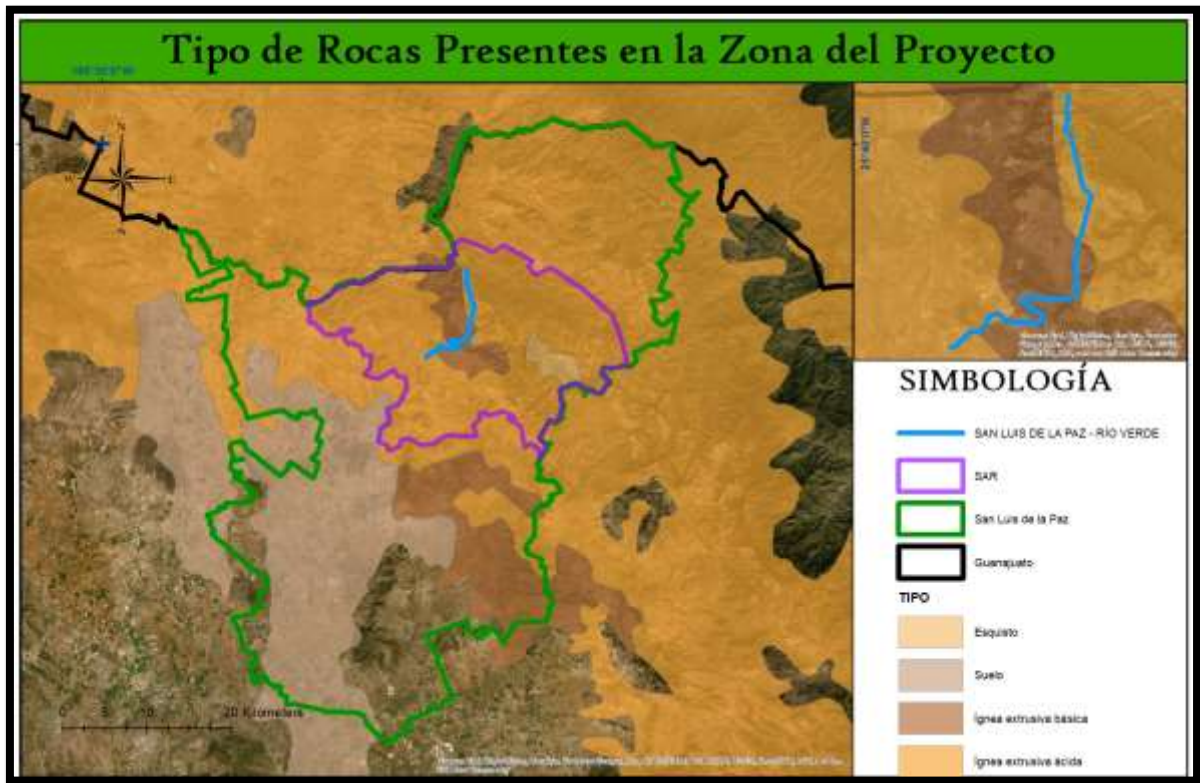 Tipo de Rocas Presentes en la Zona del Proyecto
N
E
SIMBOLOGÍA
SAN LUIS DE LA PAZ - RÍO VERDE
SAR
San Luis de la Paz
Guanajuato
TIPO
Esquisto
Suelo
Ígnea extrusiva básica
Ígnea extrusiva ácida
0 5 10 20 Kilometers